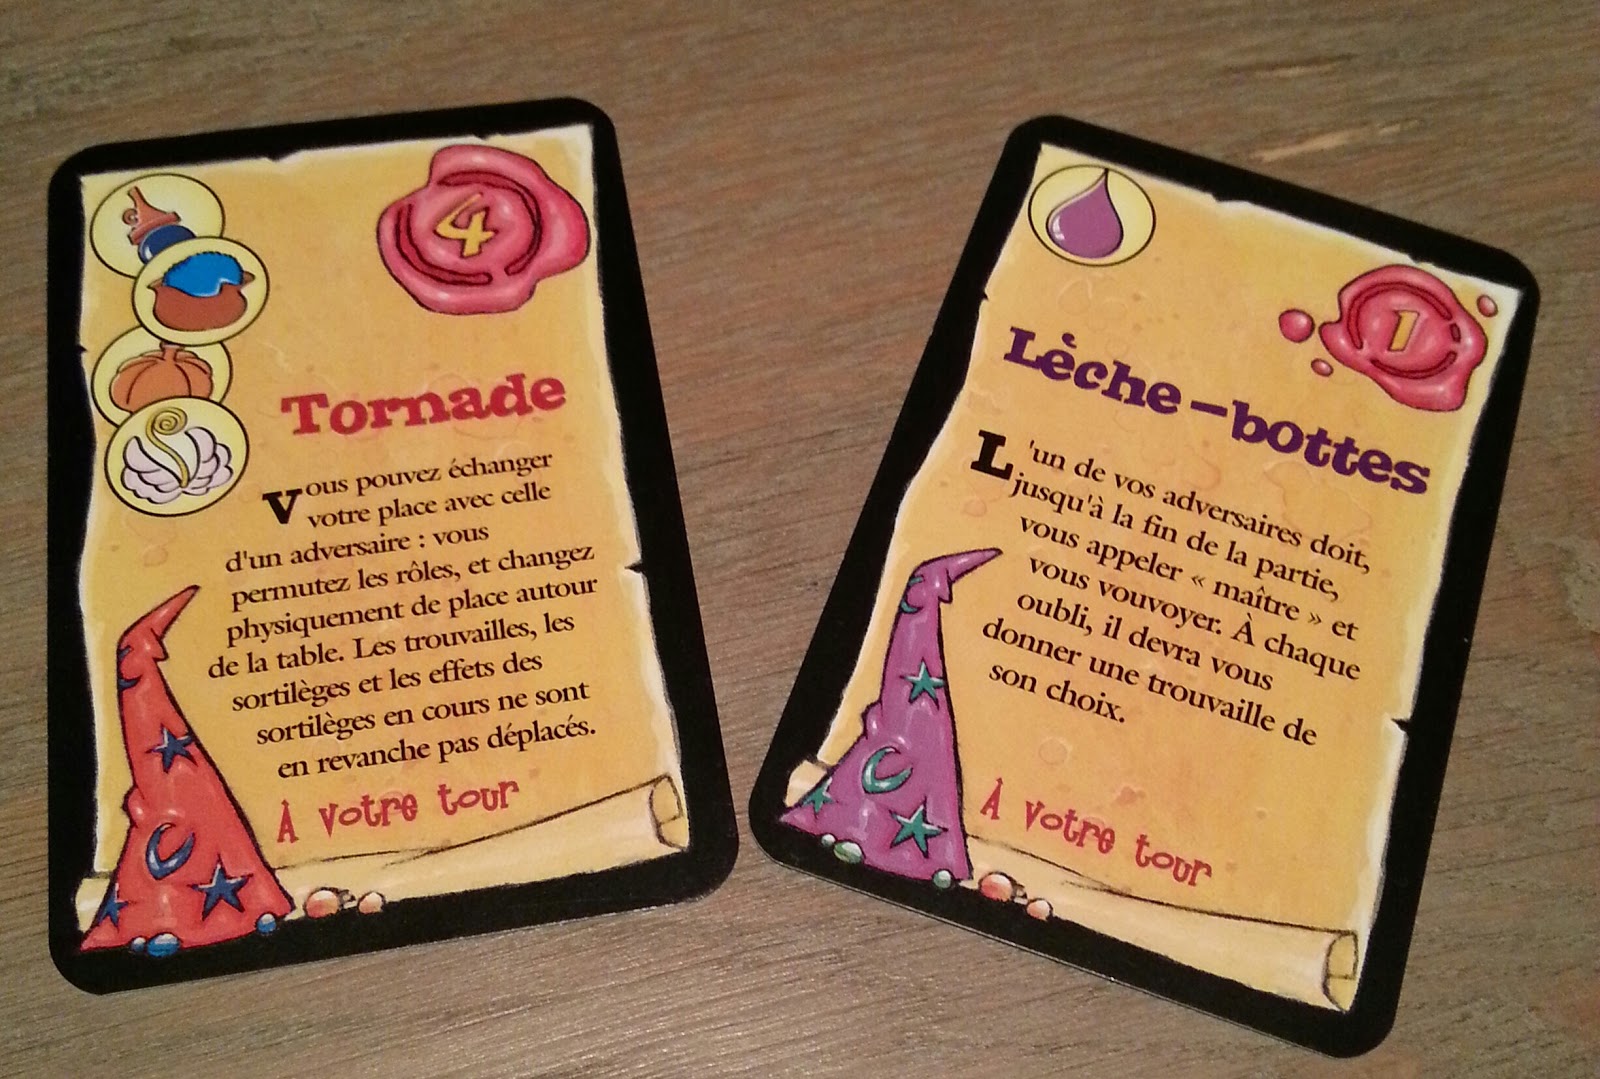 4
Tornade
Vous pouvez échanger
votre place avec celle
d'un adversaire : vous
permutez les rôles, et changez
physiquement de place autour
de la table. Les trouvailles, les
sortilèges et les effets des
sortilèges en cours ne sont
en revanche pas déplacés.
À votre tour
1
Lèche-bottes
L'un de vos adversaires doit,
jusqu'à la fin de la partie,
vous appeler « maître » et
vous vouvoyer. À chaque
oubli, il devra vous
donner une trouvaille de
son choix.
À votre tour